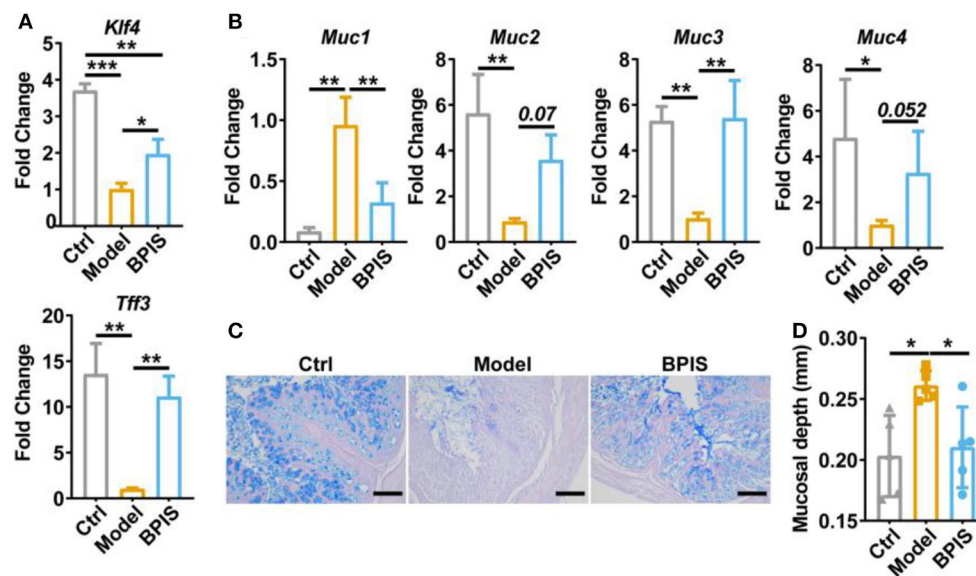 A
Klf4
**
***
*
Fold Change
5
4
3
2
1
0
Ctrl
Model
BPIS
Tff3
**
**
Fold Change
20
15
10
5
0
Ctrl
Model
BPIS
B
Muc1
** **
Fold Change
1.5
1.0
0.5
0.0
Ctrl
Model
BPIS
Muc2
**
0.07
Fold Change
8
6
4
2
0
Ctrl
Model
BPIS
Muc3
**
**
Fold Change
8
6
4
2
0
Ctrl
Model
BPIS
Muc4
*
0.052
Fold Change
8
6
4
2
0
Ctrl
Model
BPIS
C
Ctrl Model BPIS
D
* *
Mucosal depth (mm)
0.30
0.25
0.20
0.15
Ctrl
Model
BPIS